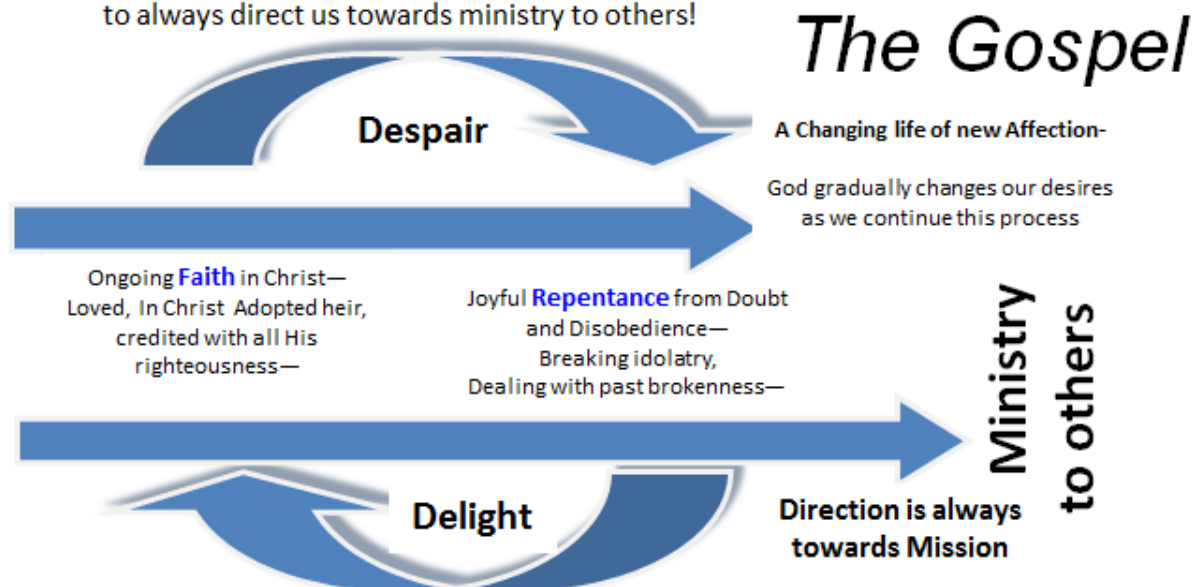 to always direct us towards ministry to others!
The Gospel
Despair
A Changing life of new Affection-
God gradually changes our desires
as we continue this process
Ongoing Faith in Christ—
Loved, In Christ Adopted heir,
credited with all His
righteousness—
Joyful Repentance from Doubt
and Disobedience—
Breaking idolatry,
Dealing with past brokenness—
Ministry
to others
Delight
Direction is always
towards Mission